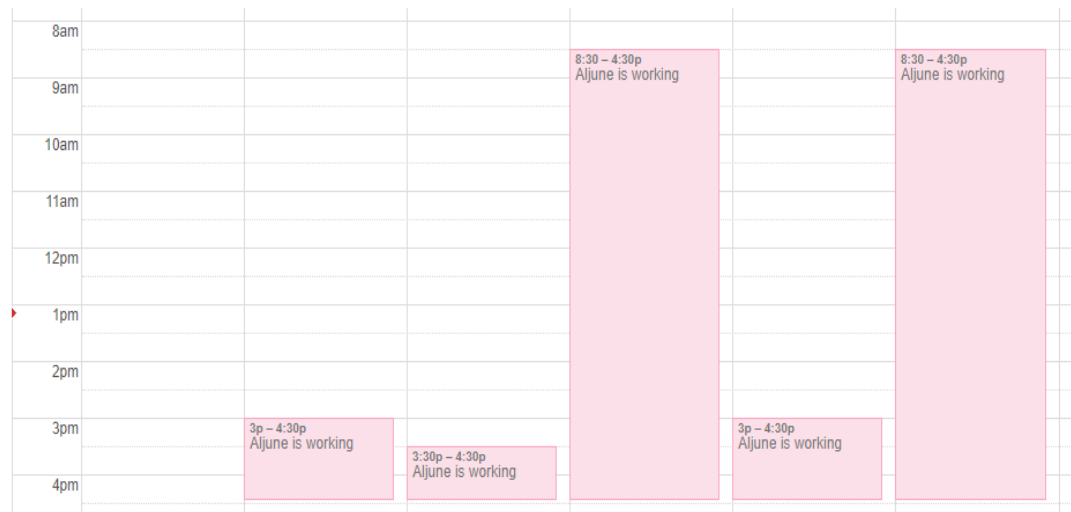 8am
9am
10am
11am
12pm
1pm
2pm
3pm
4pm
3p – 4:30p
Aljune is working
3:30p – 4:30p
Aljune is working
8:30 – 4:30p
Aljune is working
3p – 4:30p
Aljune is working
8:30 – 4:30p
Aljune is working